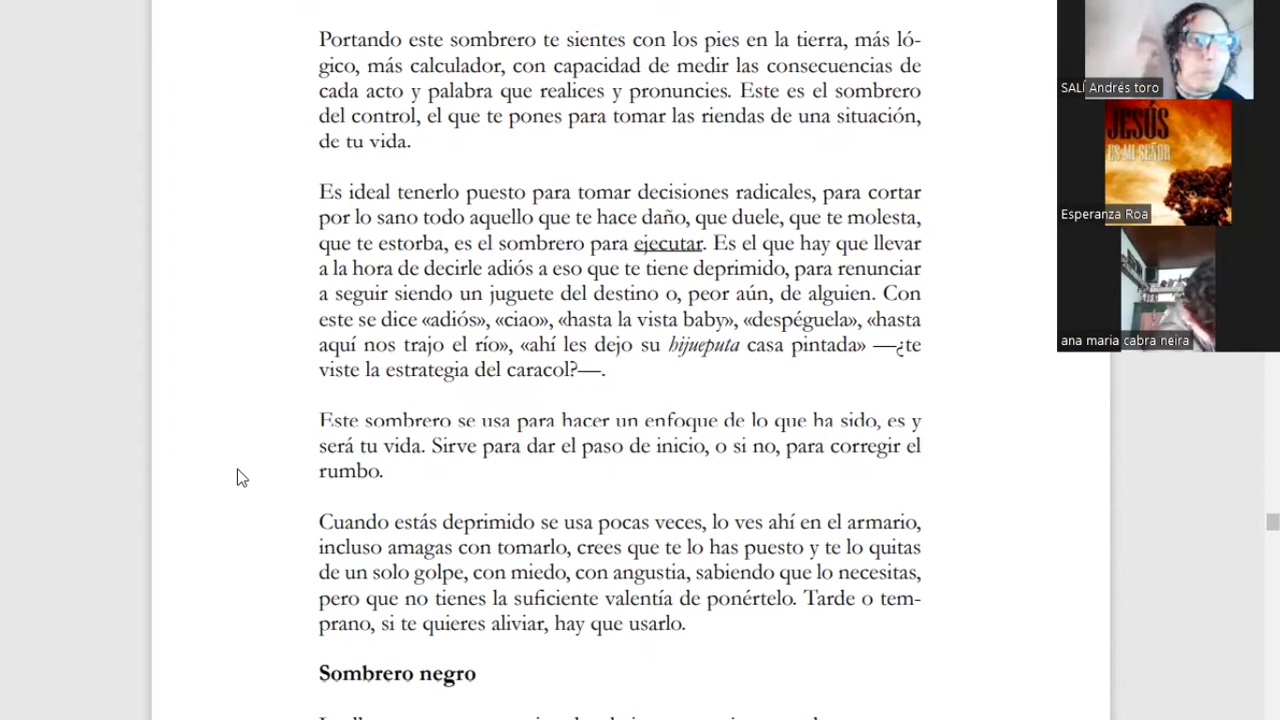 Portando este sombrero te sientes con los pies en la tierra, más ló-
gico, más calculador, con capacidad de medir las consecuencias de
cada acto y palabra que realices y pronuncies. Este es el sombrero
del control, el que te pones para tomar las riendas de una situación,
de tu vida.
Es ideal tenerlo puesto para tomar decisiones radicales, para cortar
por lo sano todo aquello que te hace daño, que duele, que te molesta,
que te estorba, es el sombrero para ejecutar. Es el que hay que llevar
a la hora de decirle adiós a eso que te tiene deprimido, para renunciar
a seguir siendo un juguete del destino o, peor aún, de alguien. Con
este se dice «adiós», «ciao», «hasta la vista baby», «despéguela», «hasta
aquí nos trajo el río», «ahí les dejo su hijueputa casa pintada» —¿te
viste la estrategia del caracol?—.
Este sombrero se usa para hacer un enfoque de lo que ha sido, es y
será tu vida. Sirve para dar el paso de inicio, o si no, para corregir el
rumbo.
Cuando estás deprimido se usa pocas veces, lo ves ahí en el armario,
incluso amagas con tomarlo, crees que te lo has puesto y te lo quitas
de un solo golpe, con miedo, con angustia, sabiendo que lo necesitas,
pero que no tienes la suficiente valentía de ponértelo. Tarde o tem-
prano, si te quieres aliviar, hay que usarlo.
Sombrero negro
SALÍ Andrés toro
JESÚS
ES MI SEÑOR
Esperanza Roa
ana maria cabra neira